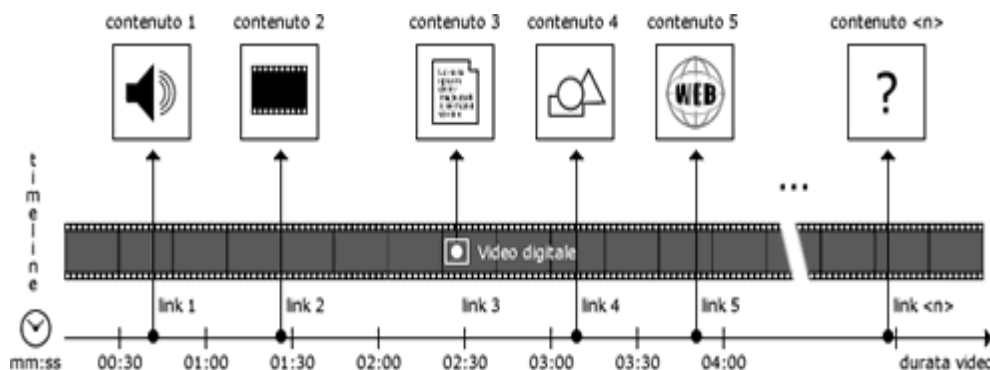 contenuto 1 contenuto 2 contenuto 3 contenuto 4 contenuto 5 contenuto <n>
WEB ?
timeline
...
Video digitale
link 1 link 2 link 3 link 4 link 5 link <n>
mm:ss 00:30 01:00 01:30 02:00 02:30 03:00 03:30 04:00 durata video